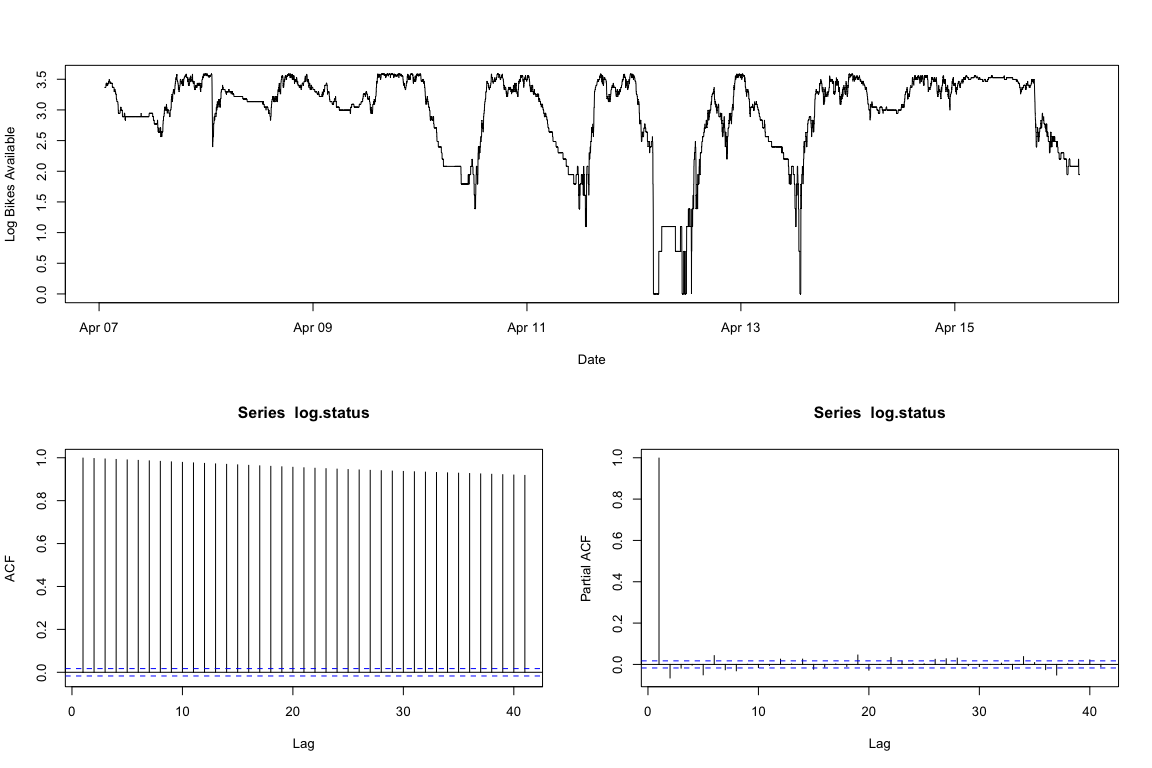 Log Bikes Available
3.5
3.0
2.5
2.0
1.5
1.0
0.5
0.0
Apr 07 Apr 09 Apr 11 Apr 13 Apr 15
Date
Series log.status
ACF
1.0
0.8
0.6
0.4
0.2
0.0
0 10 20 30 40
Lag
Series log.status
Partial ACF
1.0
0.8
0.6
0.4
0.2
0.0
0 10 20 30 40
Lag